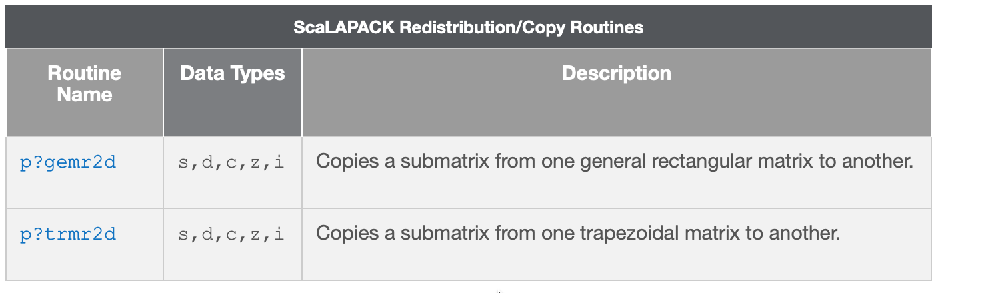 ScaLAPACK Redistribution/Copy Routines
Routine
Name
Data Types
Description
p?gemr2d
s,d,c,z,i
Copies a submatrix from one general rectangular matrix to another.
p?trmr2d
s,d,c,z,i
Copies a submatrix from one trapezoidal matrix to another.